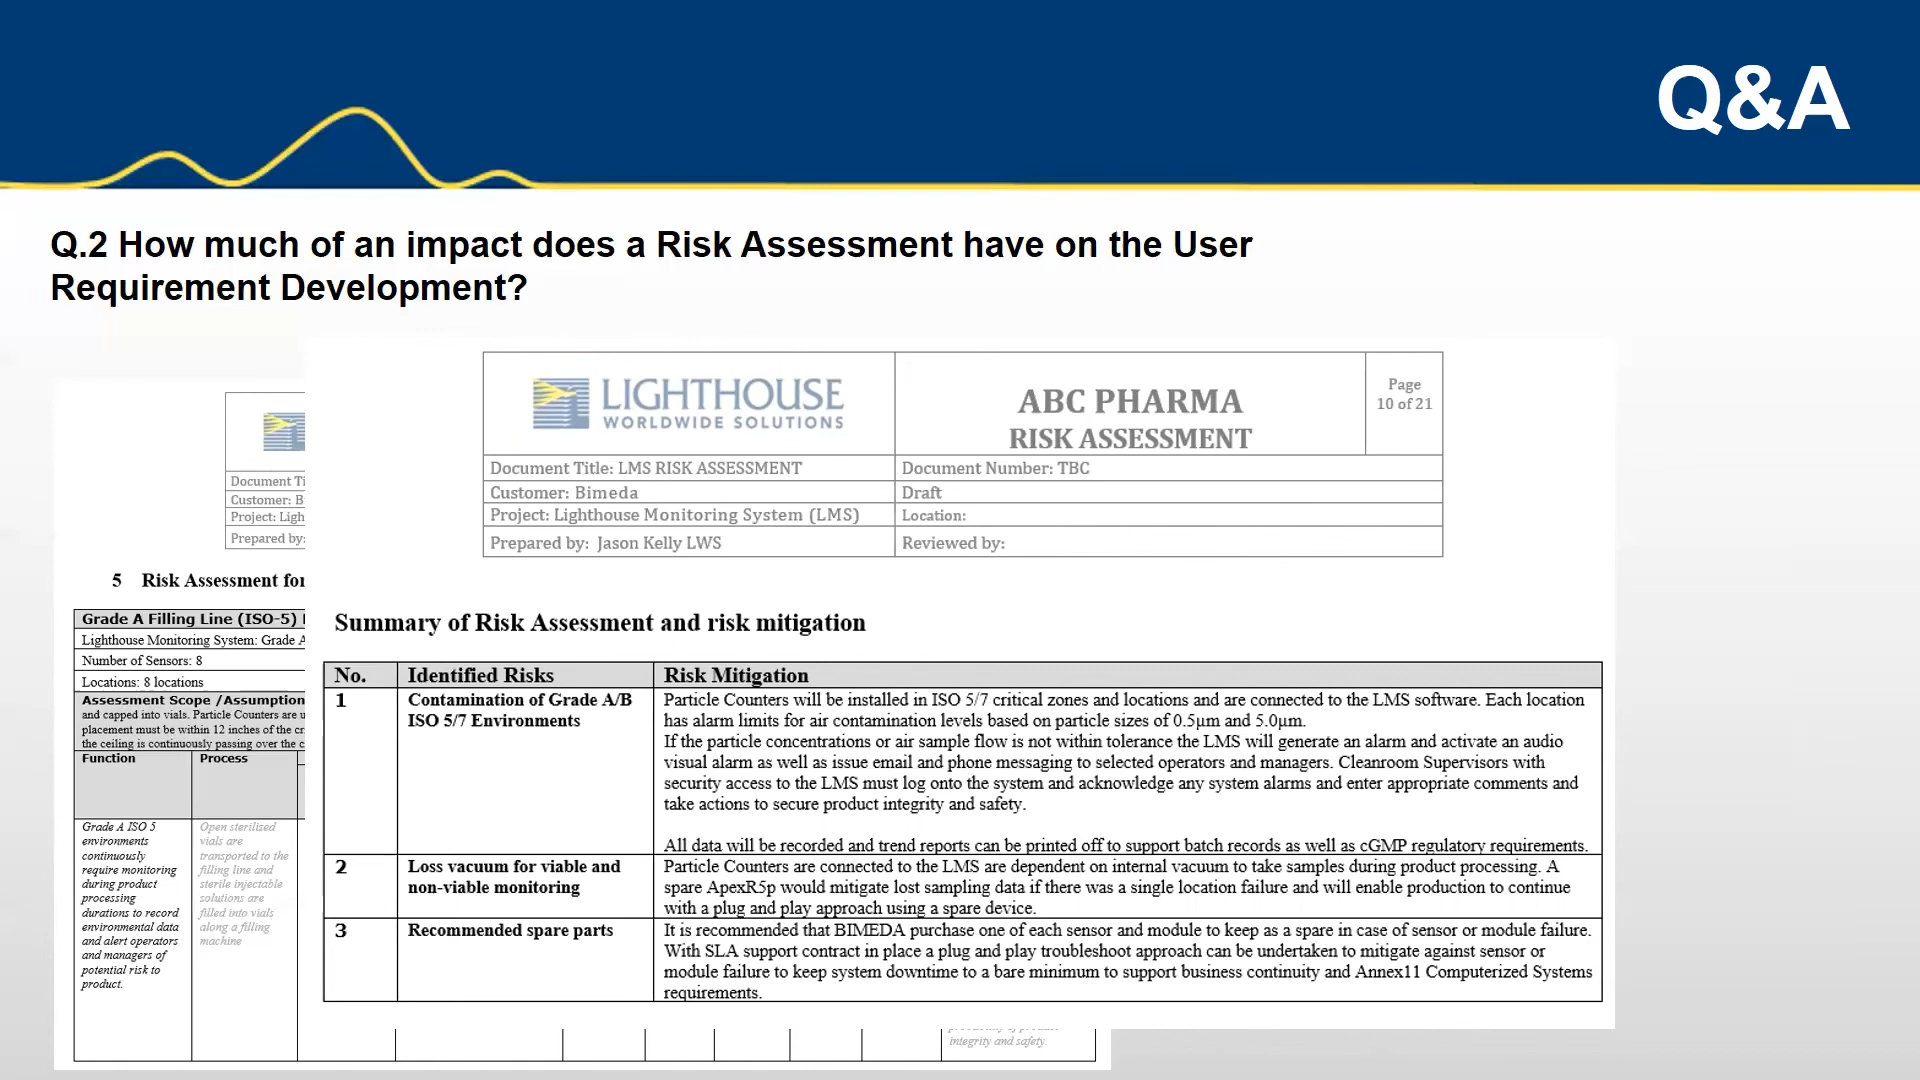 Q&A
Q.2 How much of an impact does a Risk Assessment have on the User
Requirement Development?
LIGHTHOUSE
WORLDWIDE SOLUTIONS
ABC PHARMA
RISK ASSESSMENT
Page
10 of 21
Document Title: LMS RISK ASSESSMENT
Document Number: TBC
Customer: Bimeda
Draft
Project: Lighthouse Monitoring System (LMS)
Location:
Prepared by: Jason Kelly LWS
Reviewed by:
Summary of Risk Assessment and risk mitigation
No. Identified Risks Risk Mitigation
1
Contamination of Grade A/B
ISO 5/7 Environments
Particle Counters will be installed in ISO 5/7 critical zones and locations and are connected to the LMS software. Each location
has alarm limits for air contamination levels based on particle sizes of 0.5µm and 5.0µm.
If the particle concentrations or air sample flow is not within tolerance the LMS will generate an alarm and activate an audio
visual alarm as well as issue email and phone messaging to selected operators and managers. Cleanroom Supervisors with
security access to the LMS must log onto the system and acknowledge any system alarms and enter appropriate comments and
take actions to secure product integrity and safety.
All data will be recorded and trend reports can be printed off to support batch records as well as cGMP regulatory requirements.
2
Loss vacuum for viable and
non-viable monitoring
Particle Counters are connected to the LMS are dependent on internal vacuum to take samples during product processing. A
spare ApexR5p would mitigate lost sampling data if there was a single location failure and will enable production to continue
with a plug and play approach using a spare device.
3
Recommended spare parts
It is recommended that BIMEDA purchase one of each sensor and module to keep as a spare in case of sensor or module failure.
With SLA support contract in place a plug and play troubleshoot approach can be undertaken to mitigate against sensor or
module failure to keep system downtime to a bare minimum to support business continuity and Annex11 Computerized Systems
requirements.
Document Ti
Customer: B
Project: Ligh
Prepared by:
5 Risk Assessment for
Grade A Filling Line (ISO-5)
Lighthouse Monitoring System: Grade A
Number of Sensors: 8
Locations: 8 locations
Assessment Scope /Assumption
and capped into vials. Particle Counters are u
placement must be within 12 inches of the cr
the ceiling is continuously passing over the c
Function
Process
Grade A ISO 5
environments
continuously
require monitoring
during product
processing
durations to record
environmental data
and alert operators
and managers of
potential risk to
product.
Open sterilized
vials are
transported to the
filling line and
sterile injectable
solutions are
filled into vials
along a filling
machine
integrity and safety.